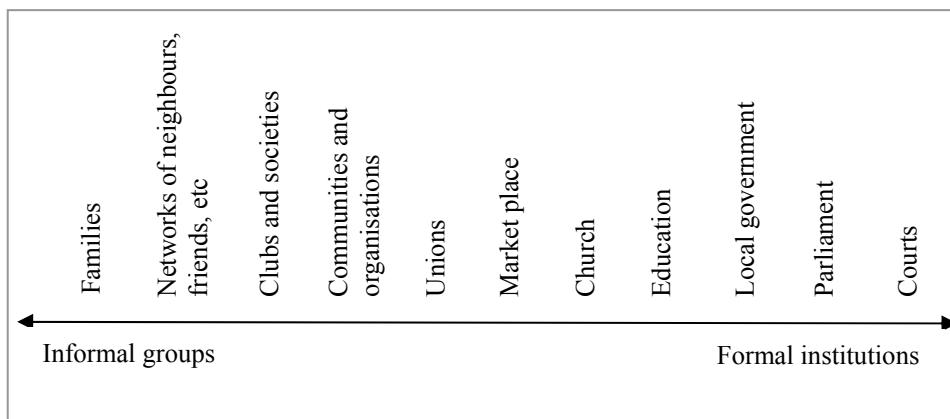 Families
Networks of neighbours,
friends, etc
Clubs and societies
Communities and
organisations
Unions
Market place
Church
Education
Local government
Parliament
Courts
Informal groups
Formal institutions